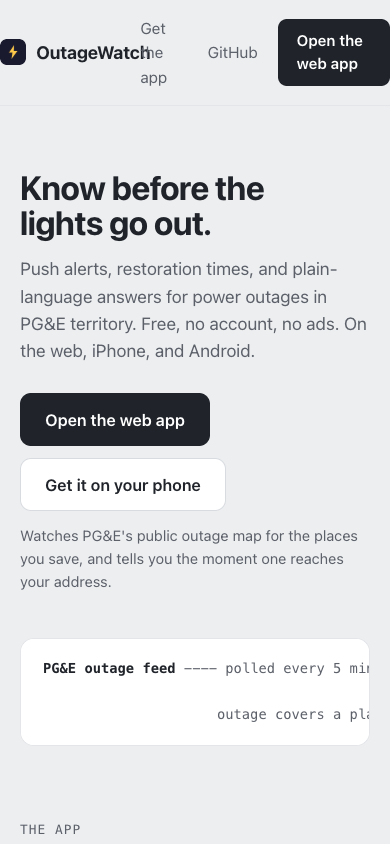 OutageWatch
Get
the
app
GitHub
Open the
web app
Know before the
lights go out.
Push alerts, restoration times, and plain-
language answers for power outages in
PG&E territory. Free, no account, no ads. On
the web, iPhone, and Android.
Open the web app
Get it on your phone
Watches PG&E's public outage map for the places
you save, and tells you the moment one reaches
your address.
PG&E outage feed ──── polled every 5
outage covers a
THE APP